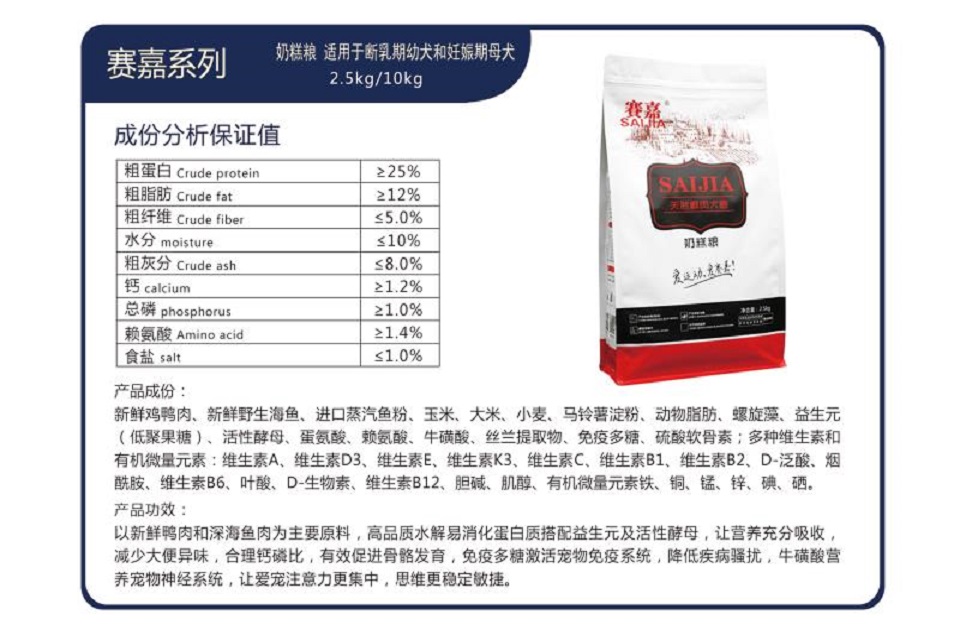 赛嘉系列
奶糕粮 适用于断乳期幼犬和妊娠期母犬
2.5kg/10kg
成份分析保证值
粗蛋白 Crude protein ≥25%
粗脂肪 Crude fat ≥12%
粗纤维 Crude fiber ≤5.0%
水分 moisture ≤10%
粗灰分 Crude ash ≤8.0%
钙 calcium ≥1.2%
总磷 phosphorus ≥1.0%
赖氨酸 Amino acid ≥1.4%
食盐 salt ≤1.0%
赛嘉
SAIJIA
SAIJIA
奶糕粮
产品成份：
新鲜鸡鸭肉、新鲜野生海鱼、进口蒸汽鱼粉、玉米、大米、小麦、马铃薯淀粉、动物脂肪、螺旋藻、益生元
（低聚果糖）、活性酵母、蛋氨酸、赖氨酸、牛磺酸、丝兰提取物、免疫多糖、硫酸软骨素；多种维生素和
有机微量元素：维生素A、维生素D3、维生素E、维生素K3、维生素C、维生素B1、维生素B2、D-泛酸、烟
酰胺、维生素B6、叶酸、D-生物素、维生素B12、胆碱、肌醇、有机微量元素铁、铜、锰、锌、碘、硒。
产品功效：
以新鲜鸭肉和深海鱼肉为主要原料，高品质水解易消化蛋白质搭配益生元及活性酵母，让营养充分吸收，
减少大便异味，合理钙磷比，有效促进骨骼发育，免疫多糖激活宠物免疫系统，降低疾病骚扰，牛磺酸营
养宠物神经系统，让爱宠注意力更集中，思维更稳定敏捷。